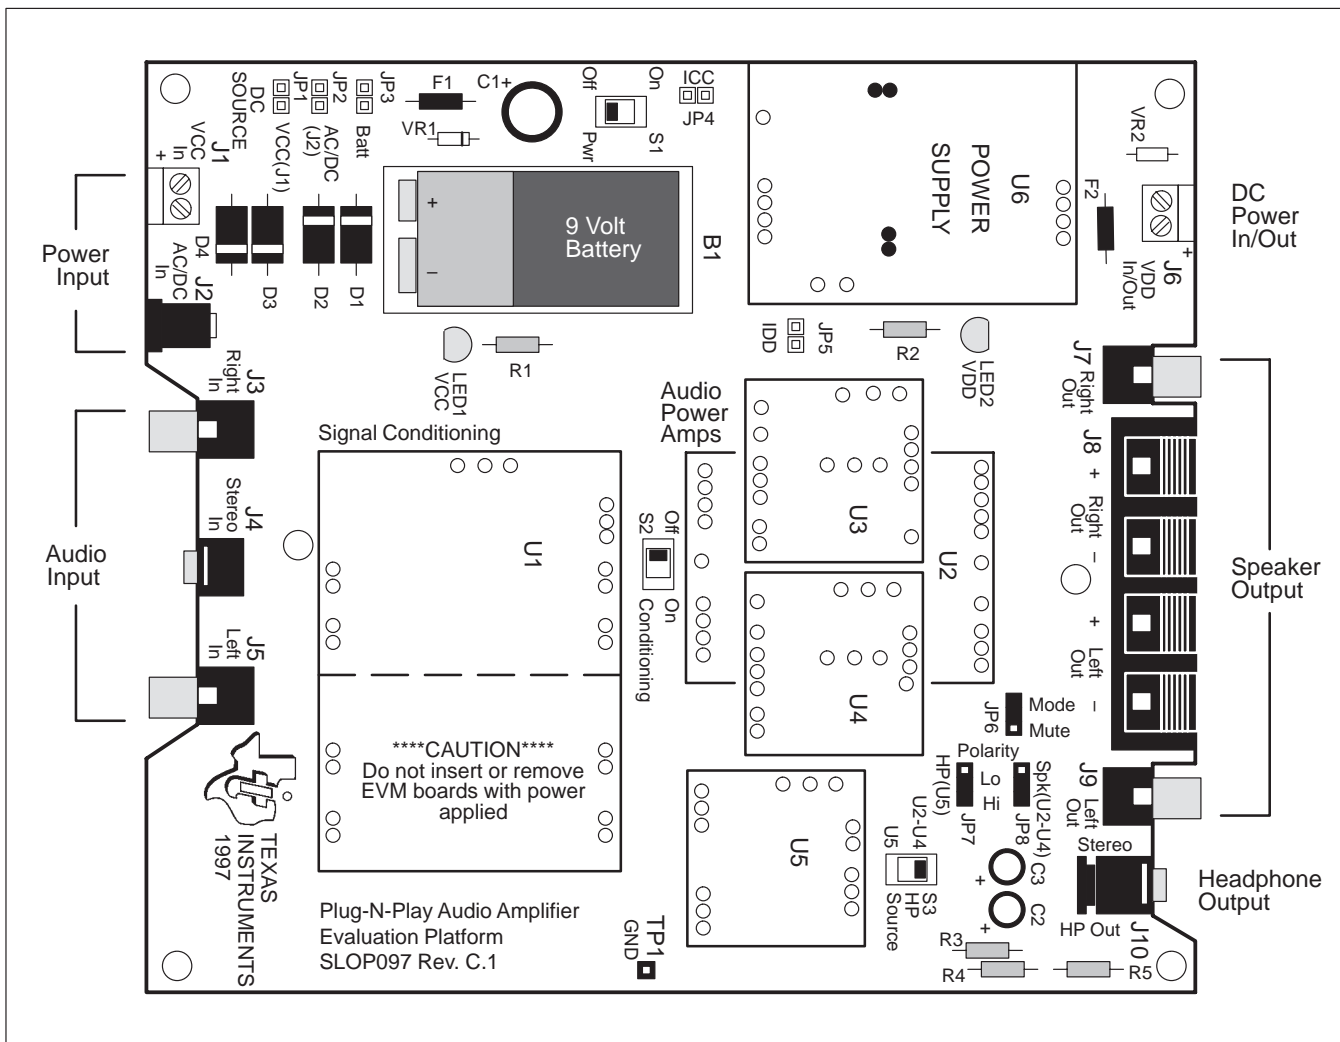 DC
SOURCE
JP1
JP2
JP3
VCC(J1)
AC/DC
(J2)
Batt
F1
C1+
VR1
Off
On
Pwr
S1
ICC
JP4
POWER
SUPPLY
U6
VR2
F2
J6
VDD
In/Out
+
DC
Power
In/Out
J1
VCC
In
+
Power
Input
D4
AC/DC
In
J2
D3
D2
D1
+
–
9 Volt
Battery
B1
LED1
VCC
R1
IDD
JP5
R2
LED2
VDD
J3
Right
In
Audio
Input
J4
Stereo
In
J5
Left
In
Signal Conditioning
U1
Off
S2
On
Conditioning
Audio
Power
Amps
U3
U2
U4
J7
Right
Out
J8
+
Right
Out
–
+
Left
Out
–
Speaker
Output
JP6
Mode
Mute
Polarity
HP(U5)
Lo
Hi
JP7
Spk(U2-U4)
JP8
J9
Left
Out
****CAUTION****
Do not insert or remove
EVM boards with power
applied
TEXAS
INSTRUMENTS
1997
U5
U2-U4
U5
S3
HP
Source
+
C3
C2
+
Stereo
HP Out
J10
Headphone
Output
R3
R4
R5
Plug-N-Play Audio Amplifier
Evaluation Platform
SLOP097 Rev. C.1
TP1
GND